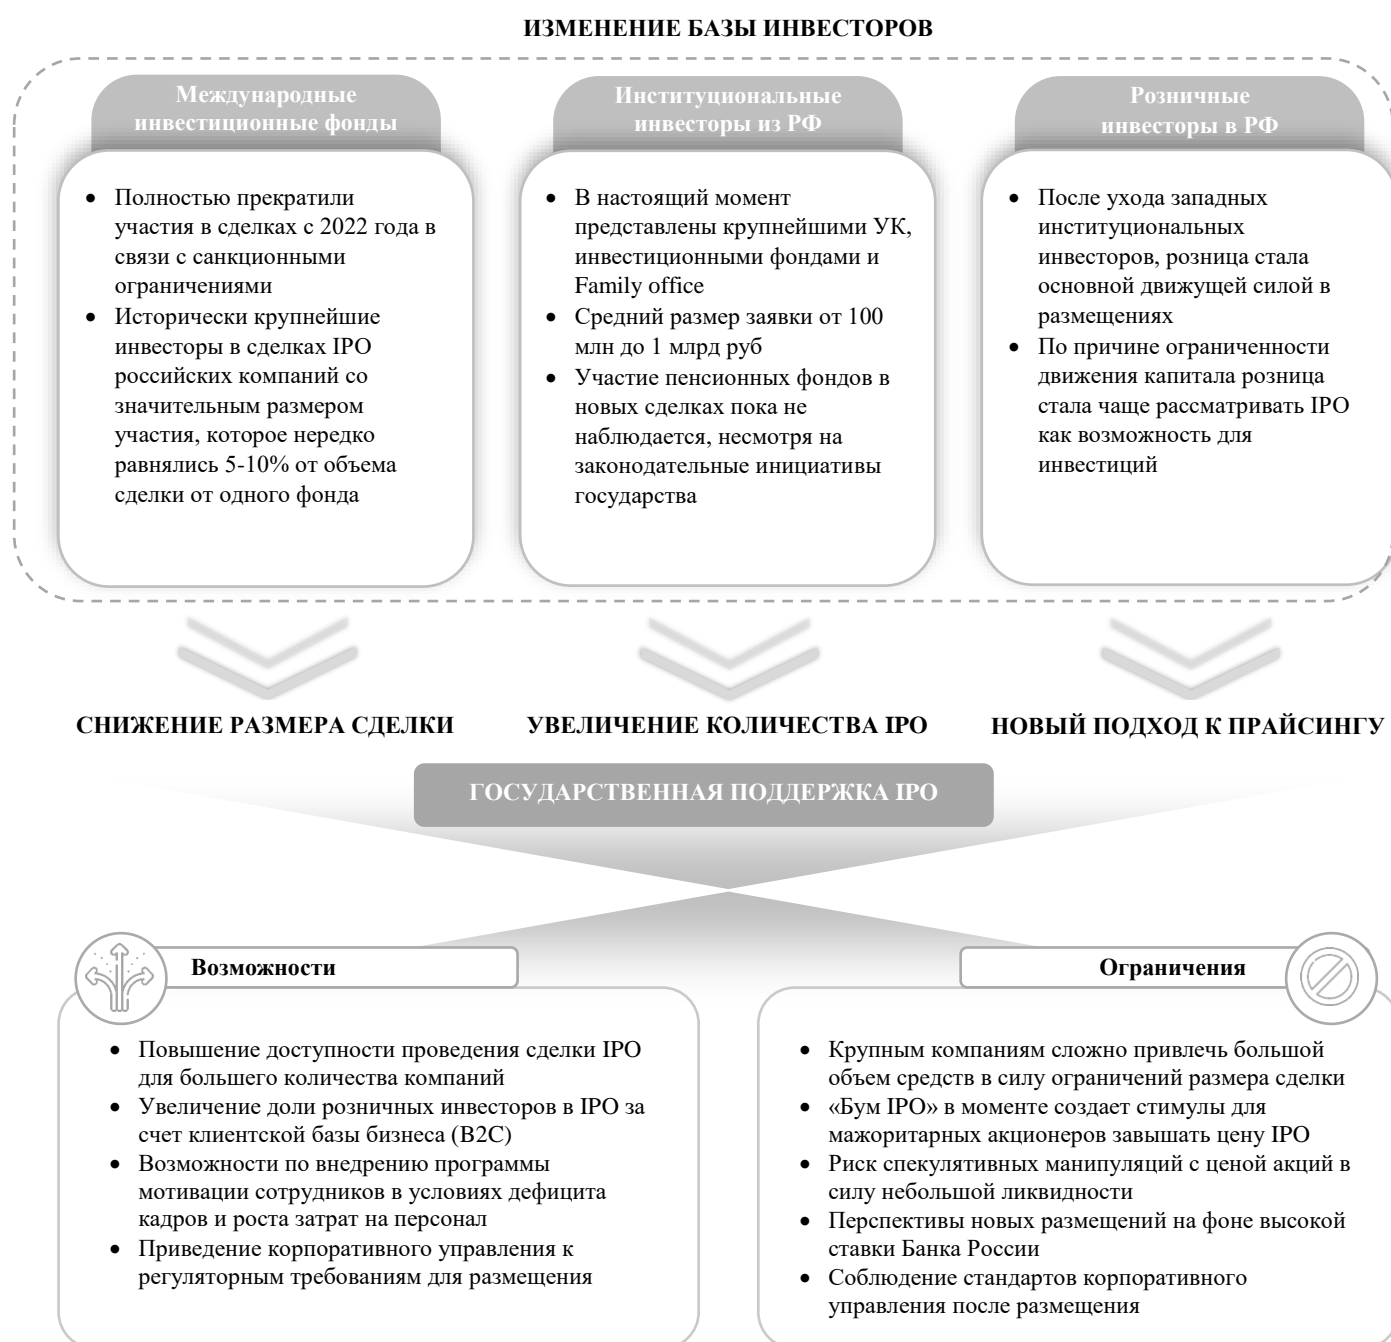 ИЗМЕНЕНИЕ БАЗЫ ИНВЕСТОРОВ
Международные
инвестиционные фонды
• Полностью прекратили
участия в сделках с 2022 года в
связи с санкционными
ограничениями
• Исторически крупнейшие
инвесторы в сделках IPO
российских компаний со
значительным размером
участия, которое нередко
равнялись 5-10% от объема
сделки от одного фонда
Институциональные
инвесторы из РФ
• В настоящий момент
представлены крупнейшими УК,
инвестиционными фондами и
Family office
• Средний размер заявки от 100
млн до 1 млрд руб
• Участие пенсионных фондов в
новых сделках пока не
наблюдается, несмотря на
законодательные инициативы
государства
Розничные
инвесторы в РФ
• После ухода западных
институциональных
инвесторов, розница стала
основной движущей силой в
размещениях
• По причине ограниченности
движения капитала розница
стала чаще рассматривать IPO
как возможность для
инвестиций
СНИЖЕНИЕ РАЗМЕРА СДЕЛКИ
УВЕЛИЧЕНИЕ КОЛИЧЕСТВА IPO
НОВЫЙ ПОДХОД К ПРАЙСИНГУ
ГОСУДАРСТВЕННАЯ ПОДДЕРЖКА IPO
Возможности
• Повышение доступности проведения сделки IPO
для большего количества компаний
• Увеличение доли розничных инвесторов в IPO за
счет клиентской базы бизнеса (B2C)
• Возможности по внедрению программы
мотивации сотрудников в условиях дефицита
кадров и роста затрат на персонал
• Приведение корпоративного управления к
регуляторным требованиям для размещения
Ограничения
• Крупным компаниям сложно привлечь большой
объем средств в силу ограничений размера сделки
• «Бум IPO» в моменте создает стимулы для
мажоритарных акционеров завышать цену IPO
• Риск спекулятивных манипуляций с ценой акций в
силу небольшой ликвидности
• Перспективы новых размещений на фоне высокой
ставки Банка России
• Соблюдение стандартов корпоративного
управления после размещения